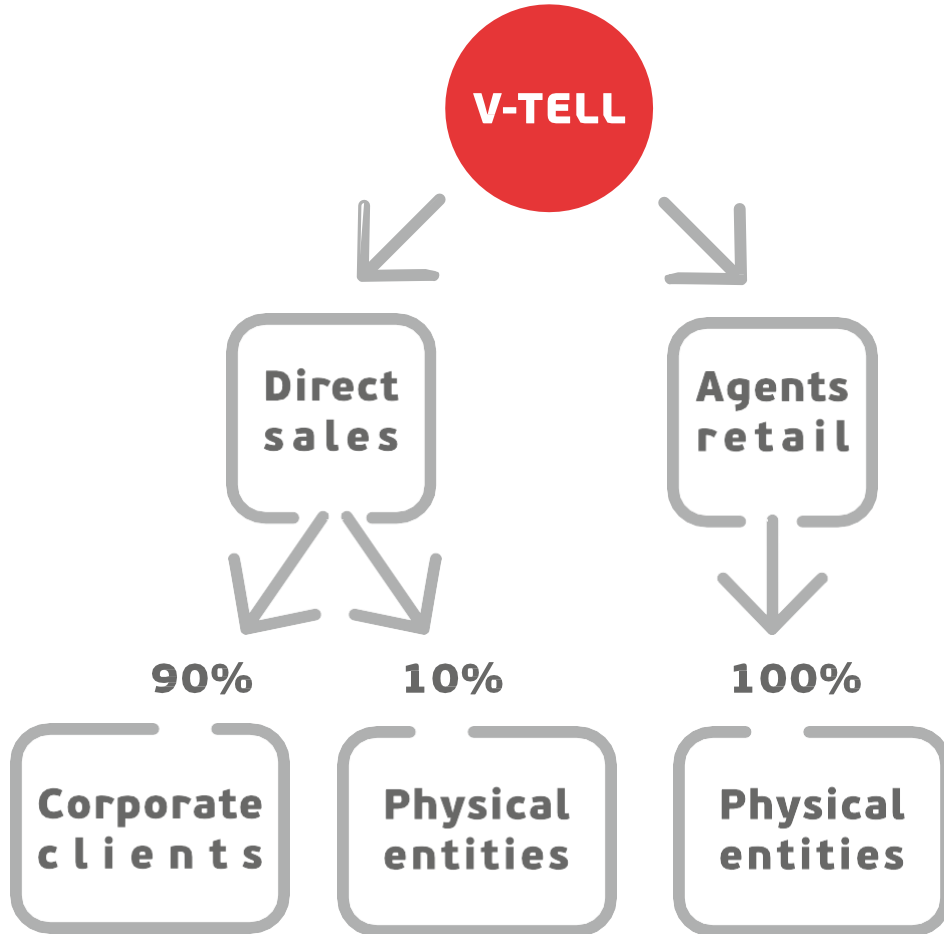 V-TELL
Direct
sales
Agents
retail
90%
10%
100%
Corporate
clients
Physical
entities
Physical
entities